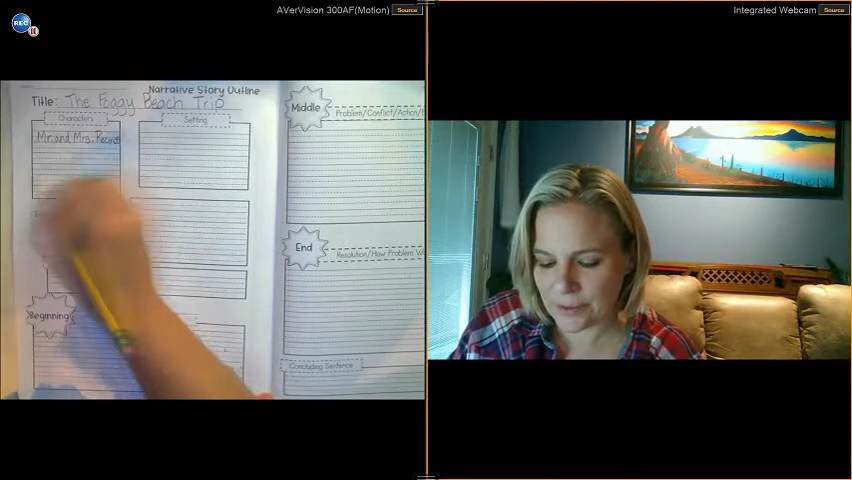 AVerVision 300AF(Motion)
Source
Integrated Webcam
Source
REC
Narrative Story Outline
Title: The Foggy Beach Trip
Characters
Setting
Mr. and Mrs. Recinos
Beginning
Middle
Problem/Conflict/Action/
End
Resolution/How Problem
Concluding Sentence